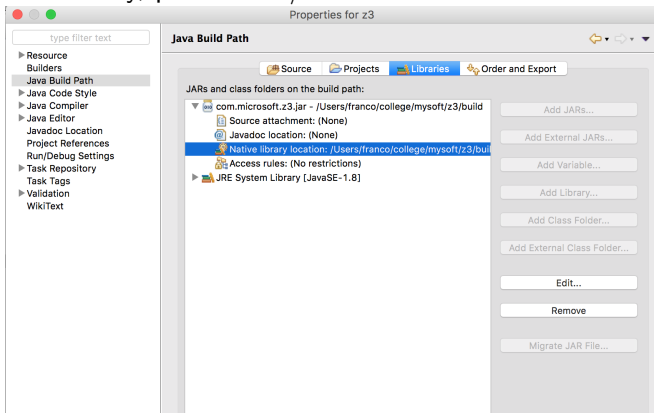 Properties for z3
type filter text
Java Build Path
Resource
Builders
Java Build Path
Java Code Style
Java Compiler
Java Editor
Javadoc Location
Project References
Run/Debug Settings
Task Repository
Task Tags
Validation
WikiText
Source
Projects
Libraries
Order and Export
JARs and class folders on the build path:
com.microsoft.z3.jar - /Users/franco/college/mysoft/z3/build
Source attachment: (None)
Javadoc location: (None)
Native library location: /Users/franco/college/mysoft/z3/buil
Access rules: (No restrictions)
JRE System Library [JavaSE-1.8]
Add JARs...
Add External JARs...
Add Variable...
Add Library...
Add Class Folder...
Add External Class Folder...
Edit...
Remove
Migrate JAR File...